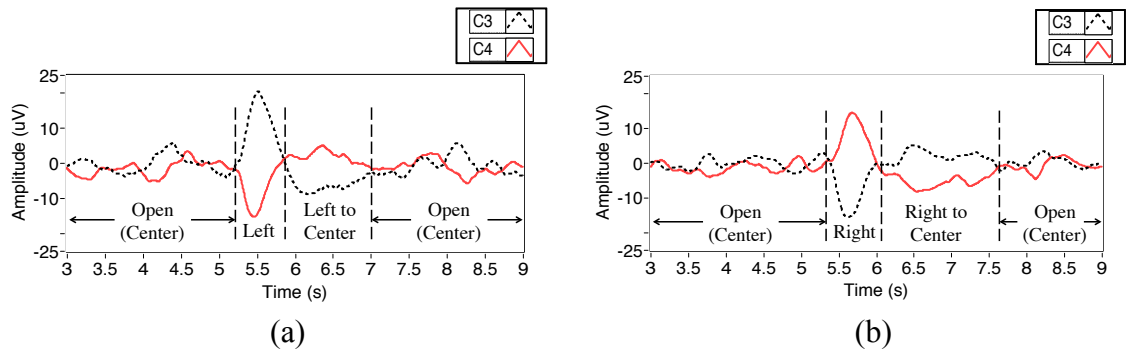 C3
C4
25
10
0
-10
-25
Amplitude (uV)
Open
(Center)
Left
Left to
Center
Open
(Center)
3 3.5 4 4.5 5 5.5 6 6.5 7 7.5 8 8.5 9
Time (s)
(a)
C3
C4
25
10
0
-10
25
Amplitude (uV)
Open
(Center)
Right
Right to
Center
Open
(Center)
3 3.5 4 4.5 5 5.5 6 6.5 7 7.5 8 8.5 9
Time (s)
(b)